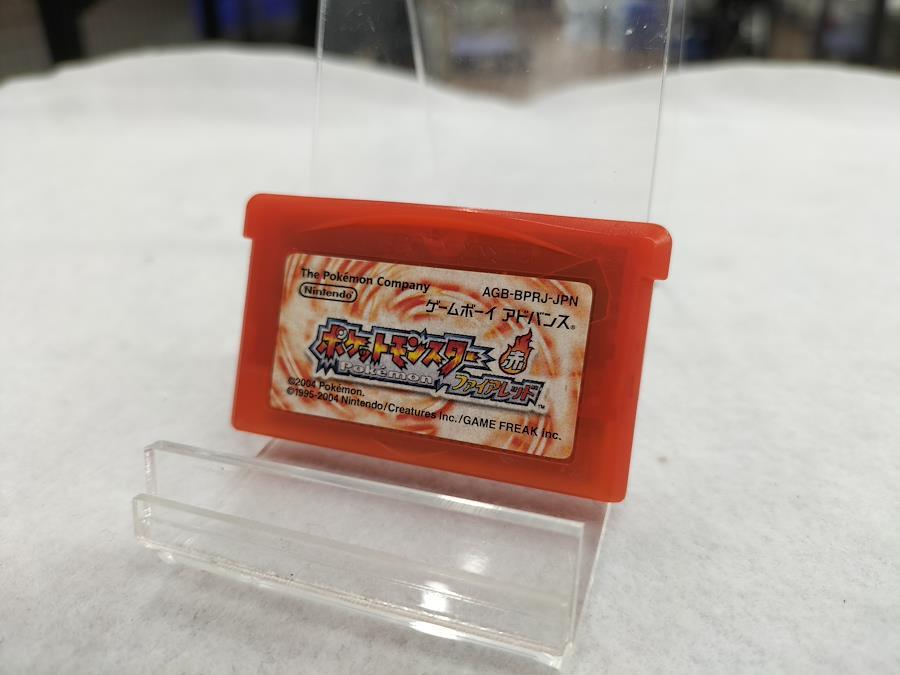 The Pokémon Company
Nintendo
AGB-BPRJ-JPN
ゲームボーイ アドバンス®
ポケットモンスター
Pokémon
赤
ファイアレッド™
©2004 Pokémon.
©1995-2004 Nintendo/Creatures inc./GAME FREAK inc.